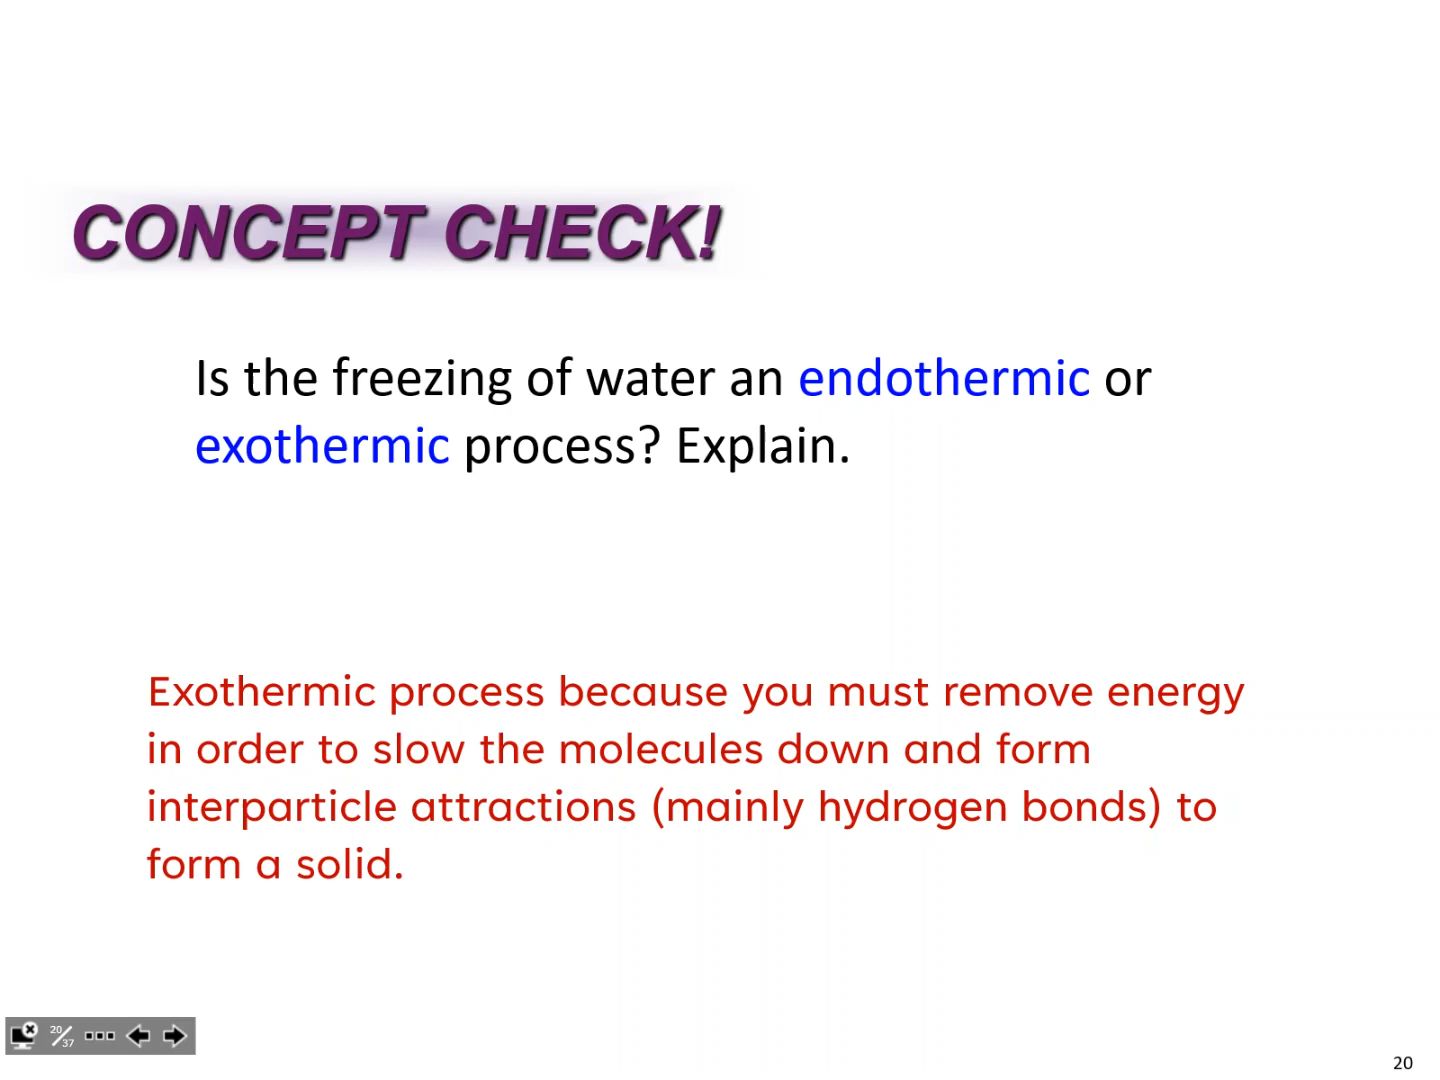 CONCEPT CHECK!
Is the freezing of water an endothermic or
exothermic process? Explain.
Exothermic process because you must remove energy
in order to slow the molecules down and form
interparticle attractions (mainly hydrogen bonds) to
form a solid.
20/37
20